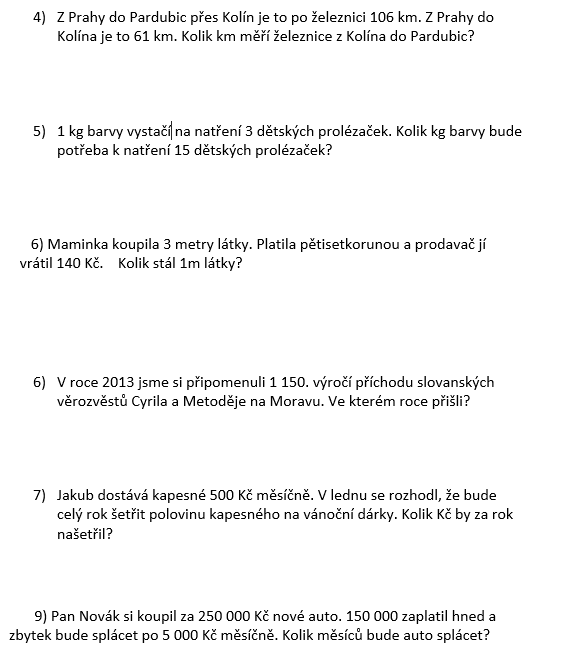 4) Z Prahy do Pardubic přes Kolín je to po železnici 106 km. Z Prahy do
Kolína je to 61 km. Kolik km měří železnice z Kolína do Pardubic?
5) 1 kg barvy vystačí na natření 3 dětských prolézaček. Kolik kg barvy bude
potřeba k natření 15 dětských prolézaček?
6) Maminka koupila 3 metry látky. Platila pětisetkorunou a prodavač jí
vrátil 140 Kč. Kolik stál 1m látky?
6) V roce 2013 jsme si připomenuli 1 150. výročí příchodu slovanských
věrozvěstů Cyrila a Metoděje na Moravu. Ve kterém roce přišli?
7) Jakub dostává kapesné 500 Kč měsíčně. V lednu se rozhodl, že bude
celý rok šetřit polovinu kapesného na vánoční dárky. Kolik Kč by za rok
našetřil?
9) Pan Novák si koupil za 250 000 Kč nové auto. 150 000 zaplatil hned a
zbytek bude splácet po 5 000 Kč měsíčně. Kolik měsíců bude auto splácet?